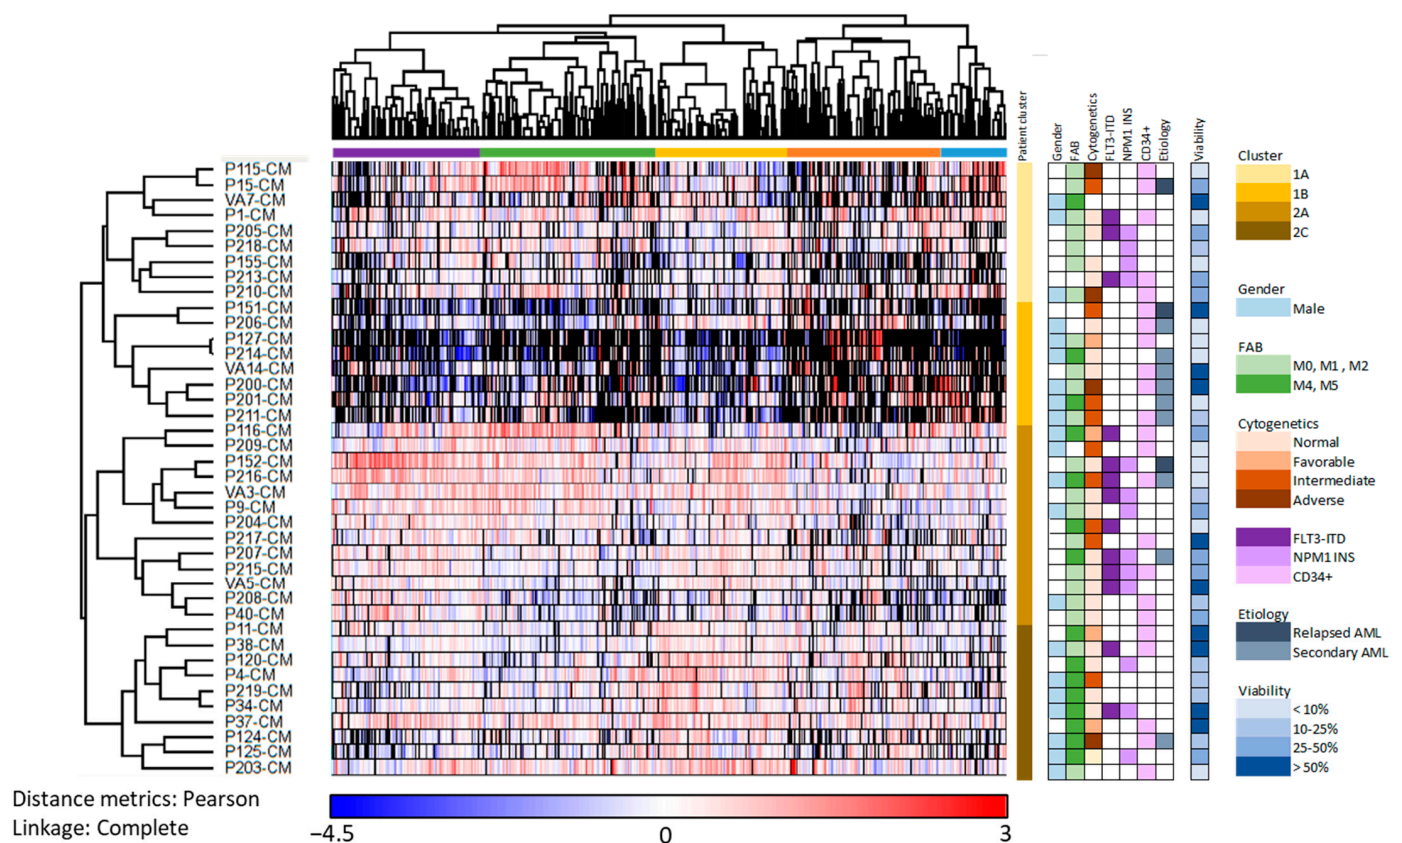 Patient cluster
Gender
FAB
Cytogenetics
FLT3-ITD
NPM1 INS
CD34+
Etiology
Viability
P115-CM
P15-CM
VA7-CM
P1-CM
P205-CM
P218-CM
P155-CM
P213-CM
P210-CM
P151-CM
P206-CM
P127-CM
P214-CM
VA14-CM
P200-CM
P201-CM
P211-CM
P116-CM
P209-CM
P152-CM
P216-CM
VA3-CM
P9-CM
P204-CM
P217-CM
P207-CM
P215-CM
VA5-CM
P208-CM
P40-CM
P11-CM
P38-CM
P120-CM
P4-CM
P219-CM
P34-CM
P37-CM
P124-CM
P125-CM
P203-CM
Cluster
1A
1B
2A
2C
Gender
Male
FAB
M0, M1 , M2
M4, M5
Cytogenetics
Normal
Favorable
Intermediate
Adverse
FLT3-ITD
NPM1 INS
CD34+
Etiology
Relapsed AML
Secondary AML
Viability
< 10%
10-25%
25-50%
> 50%
Distance metrics: Pearson
Linkage: Complete
−4.5
0
3